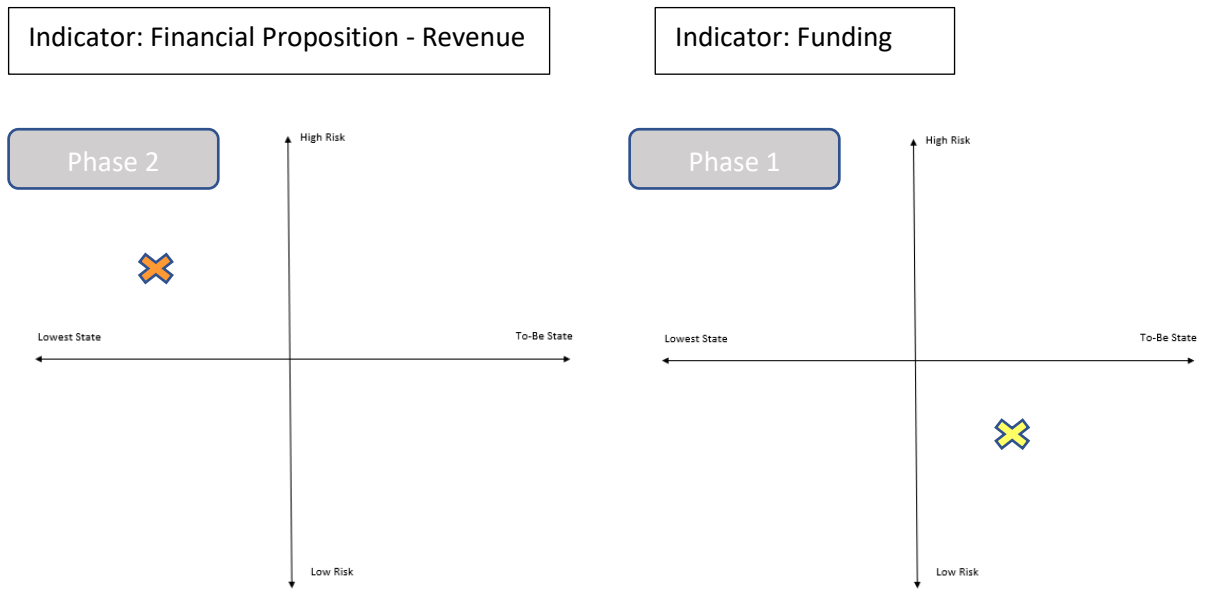 Indicator: Financial Proposition - Revenue
Indicator: Funding
Phase 2
High Risk
Phase 1
High Risk
Lowest State
To-Be State
Lowest State
To-Be State
Low Risk
Low Risk